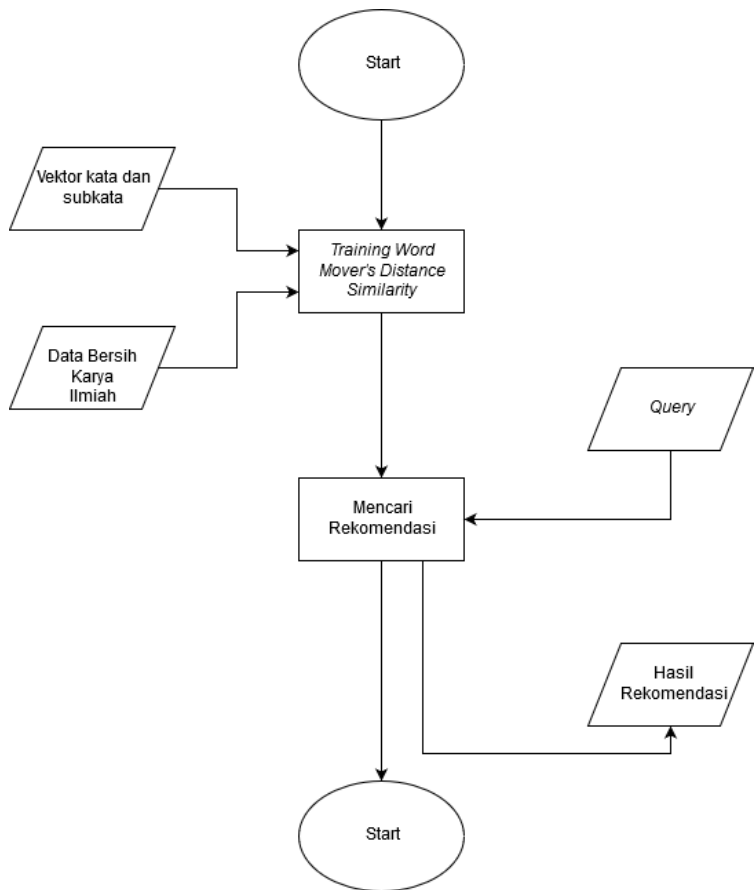 Start
Vektor kata dan
subkata
Training Word
Mover's Distance
Similarity
Data Bersih
Karya
Ilmiah
Query
Mencari
Rekomendasi
Hasil
Rekomendasi
Start